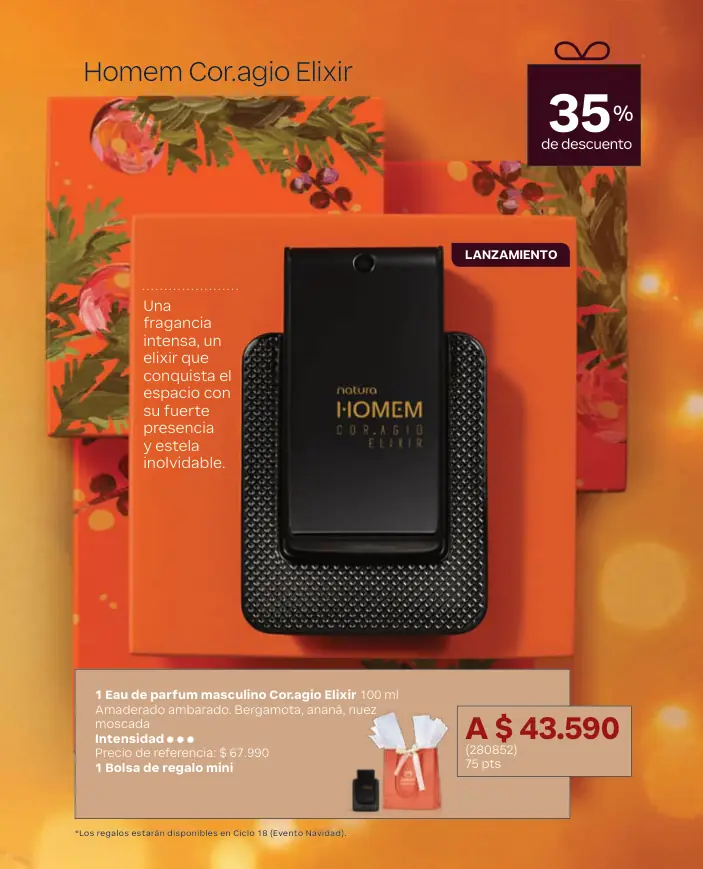 Homem Cor.agio Elixir
35%
de descuento
LANZAMIENTO
Una
fragancia
intensa, un
elixir que
conquista el
espacio con
su fuerte
presencia
y estela
inolvidable.
natura
HOMEM
COR.AGIO
ELIXIR
1 Eau de parfum masculino Cor.agio Elixir 100 ml
Amaderado ambarado. Bergamota, ananá, nuez
moscada
Intensidad ●●●
Precio de referencia: $ 67.990
1 Bolsa de regalo mini
A $ 43.590
(280852)
75 pts
*Los regalos estarán disponibles en Ciclo 18 (Evento Navidad).